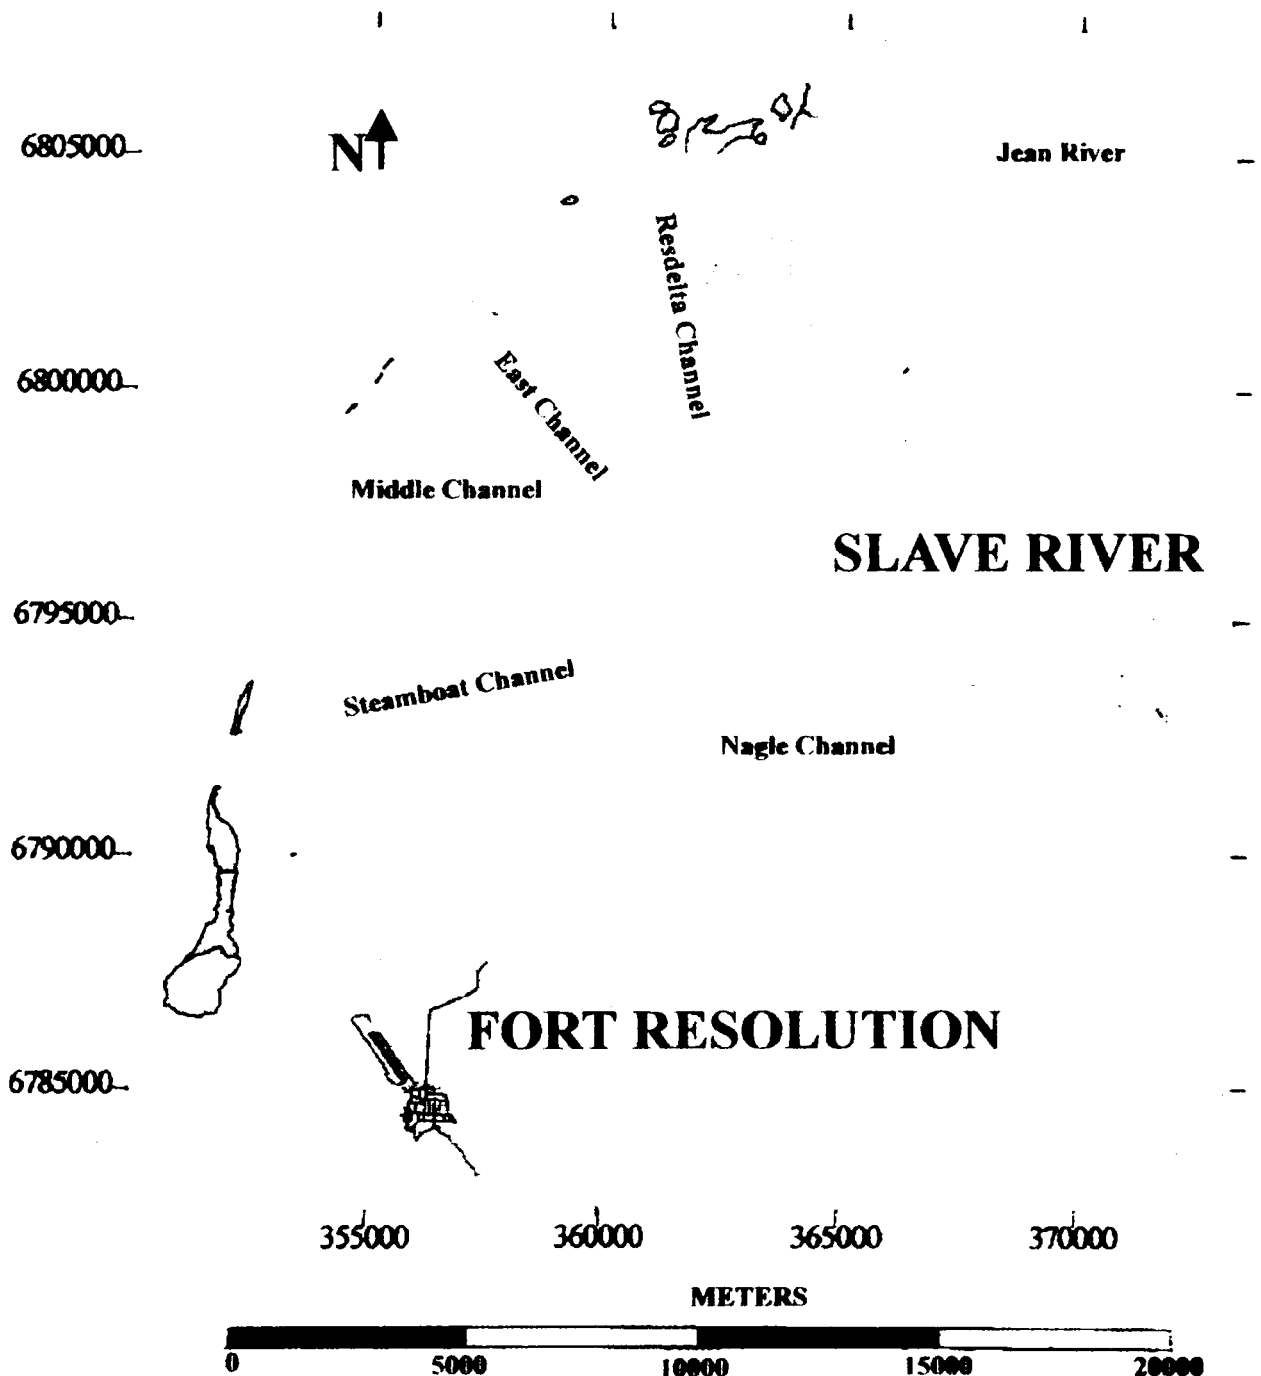 6805000
N
Jean River
Resdelta Channel
6800000
East Channel
Middle Channel
SLAVE RIVER
6795000
Steamboat Channel
Nagle Channel
6790000
FORT RESOLUTION
6785000
355000 360000 365000 370000
METERS
0 5000 10000 15000 20000